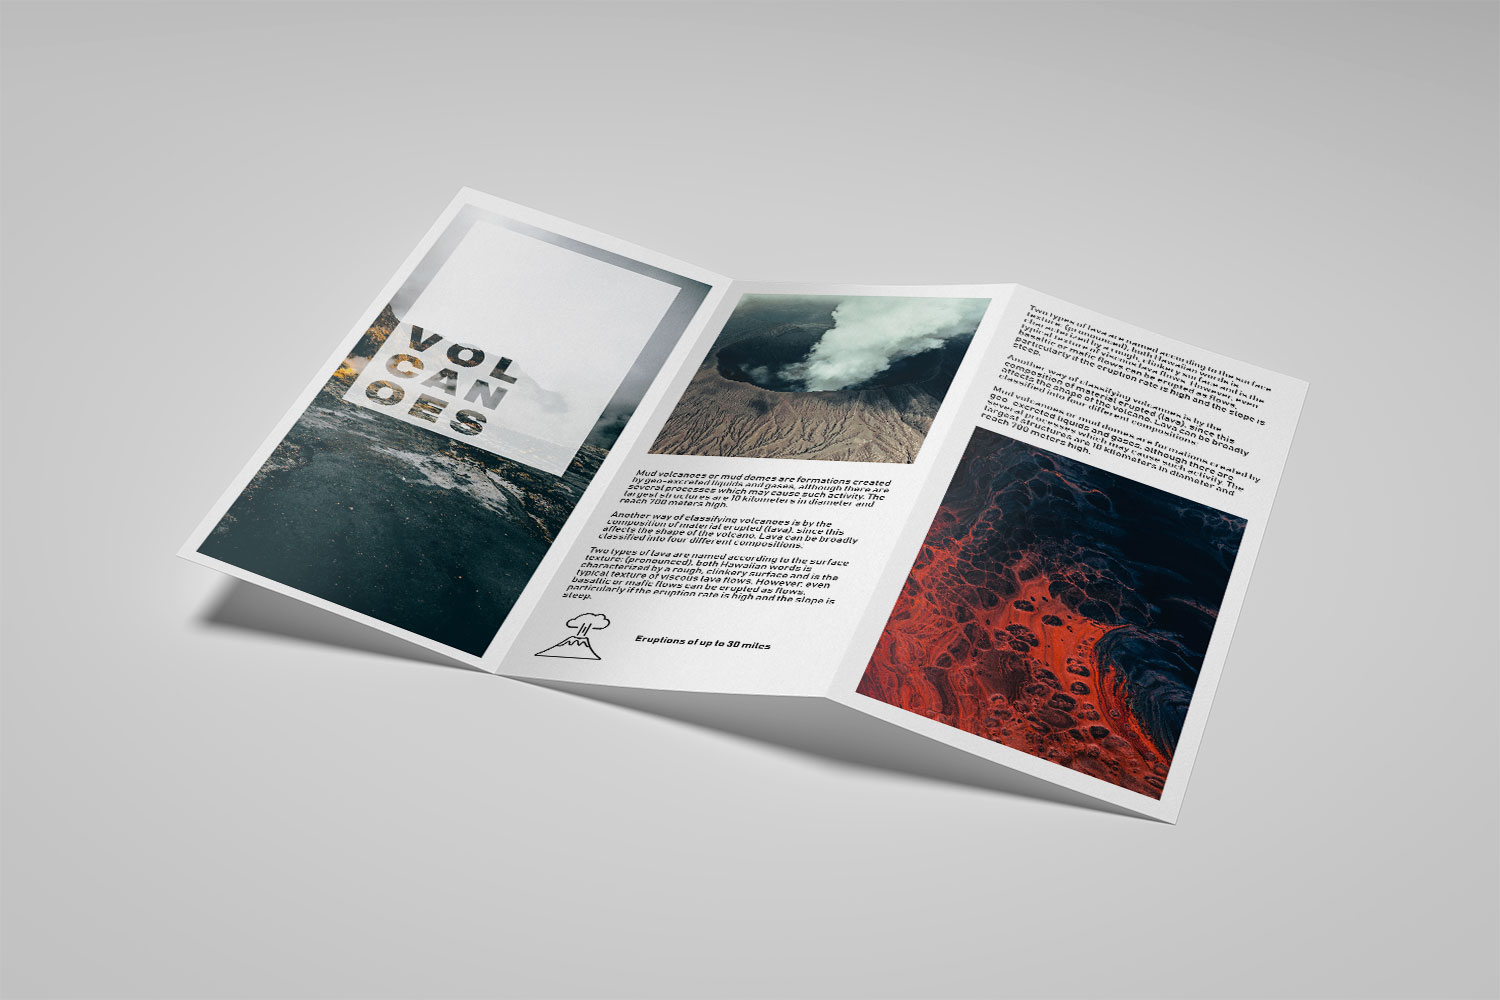 VOL
CAN
OES
Mud volcanoes or mud domes are formations created
by geo-excreted liquids and gases, although there are
several processes which may cause such activity. The
largest structures are 10 kilometers in diameter and
reach 700 meters high.
Another way of classifying volcanoes is by the
composition of material erupted (lava), since this
affects the shape of the volcano. Lava can be broadly
classified into four different compositions.
Two types of lava are named according to the surface
texture: (pronounced), both Hawaiian words is
characterized by a rough, clinkery surface and is the
typical texture of viscous lava flows. However, even
basaltic or mafic flows can be erupted as flows,
particularly if the eruption rate is high and the slope is
steep.
Eruptions of up to 30 miles
Two types of lava are named according to the surface
texture: (pronounced), both Hawaiian words is
characterized by a rough, clinkery surface and is the
typical texture of viscous lava flows. However, even
basaltic or mafic flows can be erupted as flows,
particularly if the eruption rate is high and the slope is
steep.
Another way of classifying volcanoes is by the
composition of material erupted (lava), since this
affects the shape of the volcano. Lava can be broadly
classified into four different compositions.
Mud volcanoes or mud domes are formations created by
geo-excreted liquids and gases, although there are
several processes which may cause such activity. The
largest structures are 10 kilometers in diameter and
reach 700 meters high.